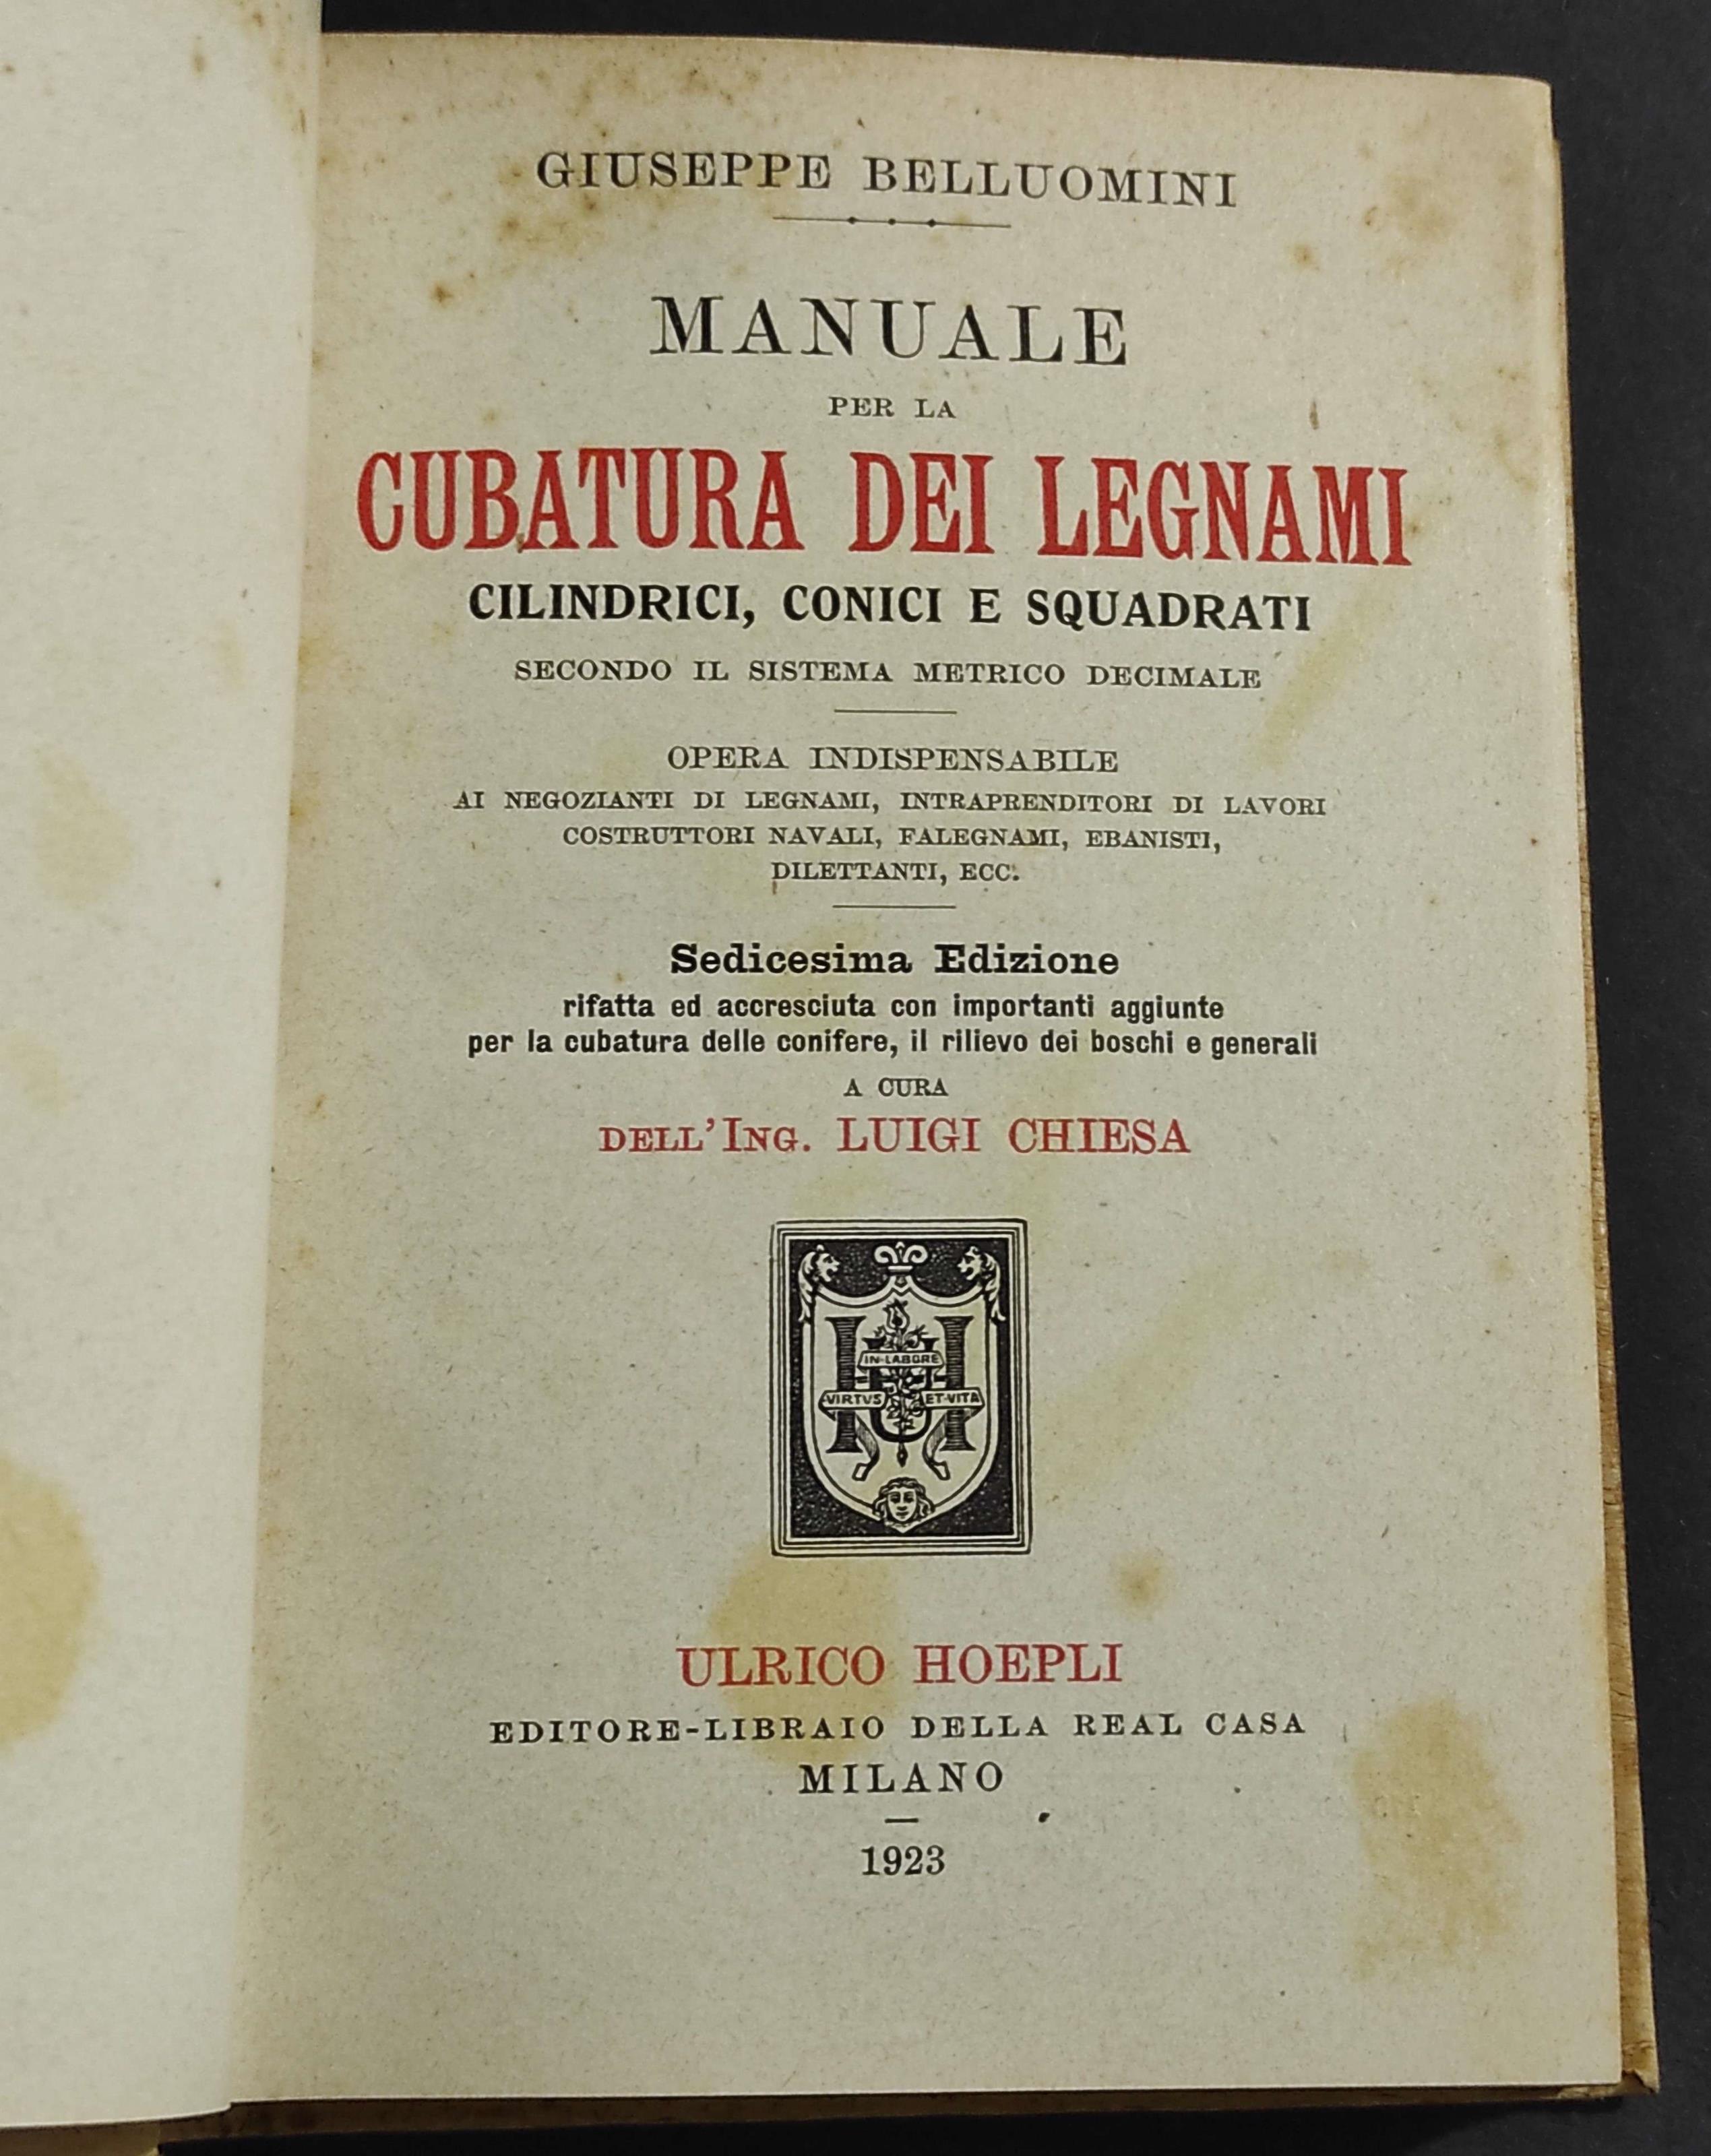 GIUSEPPE BELLUOMINI
MANUALE
PER LA
CUBATURA DEI LEGNAMI
CILINDRICI, CONICI E SQUADRATI
SECONDO IL SISTEMA METRICO DECIMALE
OPERA INDISPENSABILE
AI NEGOZIANTI DI LEGNAMI, INTRAPRENDITORI DI LAVORI
COSTRUTTORI NAVALI, FALEGNAMI, EBANISTI,
DILETTANTI, ECC.
Sedicesima Edizione
rifatta ed accresciuta con importanti aggiunte
per la cubatura delle conifere, il rilievo dei boschi e generali
A CURA
DELL'ING. LUIGI CHIESA
IN·LABORE
VIRTVS ET·VITA
ULRICO HOEPLI
EDITORE-LIBRAIO DELLA REAL CASA
MILANO
1923